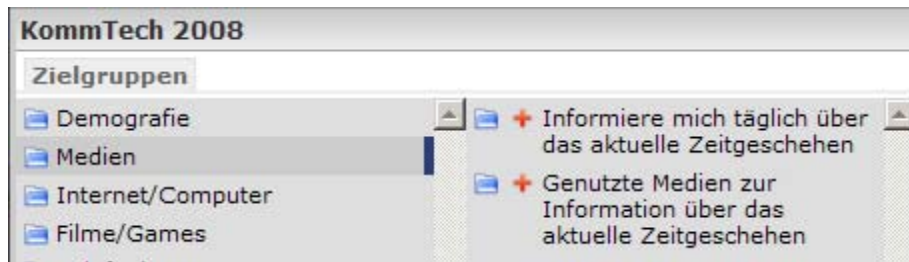 KommTech 2008
Zielgruppen
Demografie
Medien
Internet/Computer
Filme/Games
Informiere mich täglich über
das aktuelle Zeitgeschehen
Genutzte Medien zur
Information über das
aktuelle Zeitgeschehen